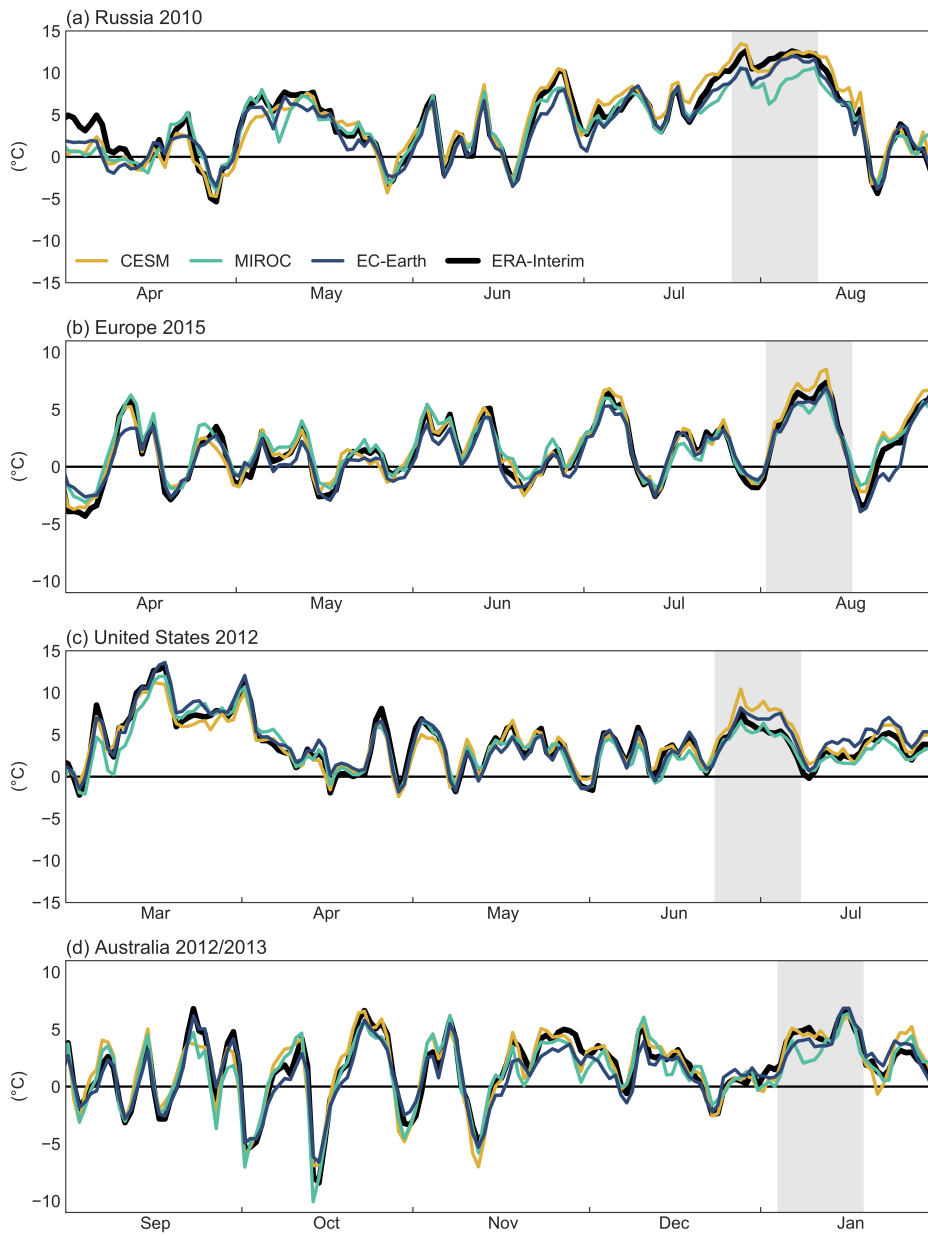 (a) Russia 2010
15
10
5
0
−5
−10
−15
(°C)
CESM MIROC EC-Earth ERA-Interim
Apr May Jun Jul Aug
(b) Europe 2015
10
5
0
−5
−10
(°C)
Apr May Jun Jul Aug
(c) United States 2012
15
10
5
0
−5
−10
−15
(°C)
Mar Apr May Jun Jul
(d) Australia 2012/2013
10
5
0
−5
−10
(°C)
Sep Oct Nov Dec Jan